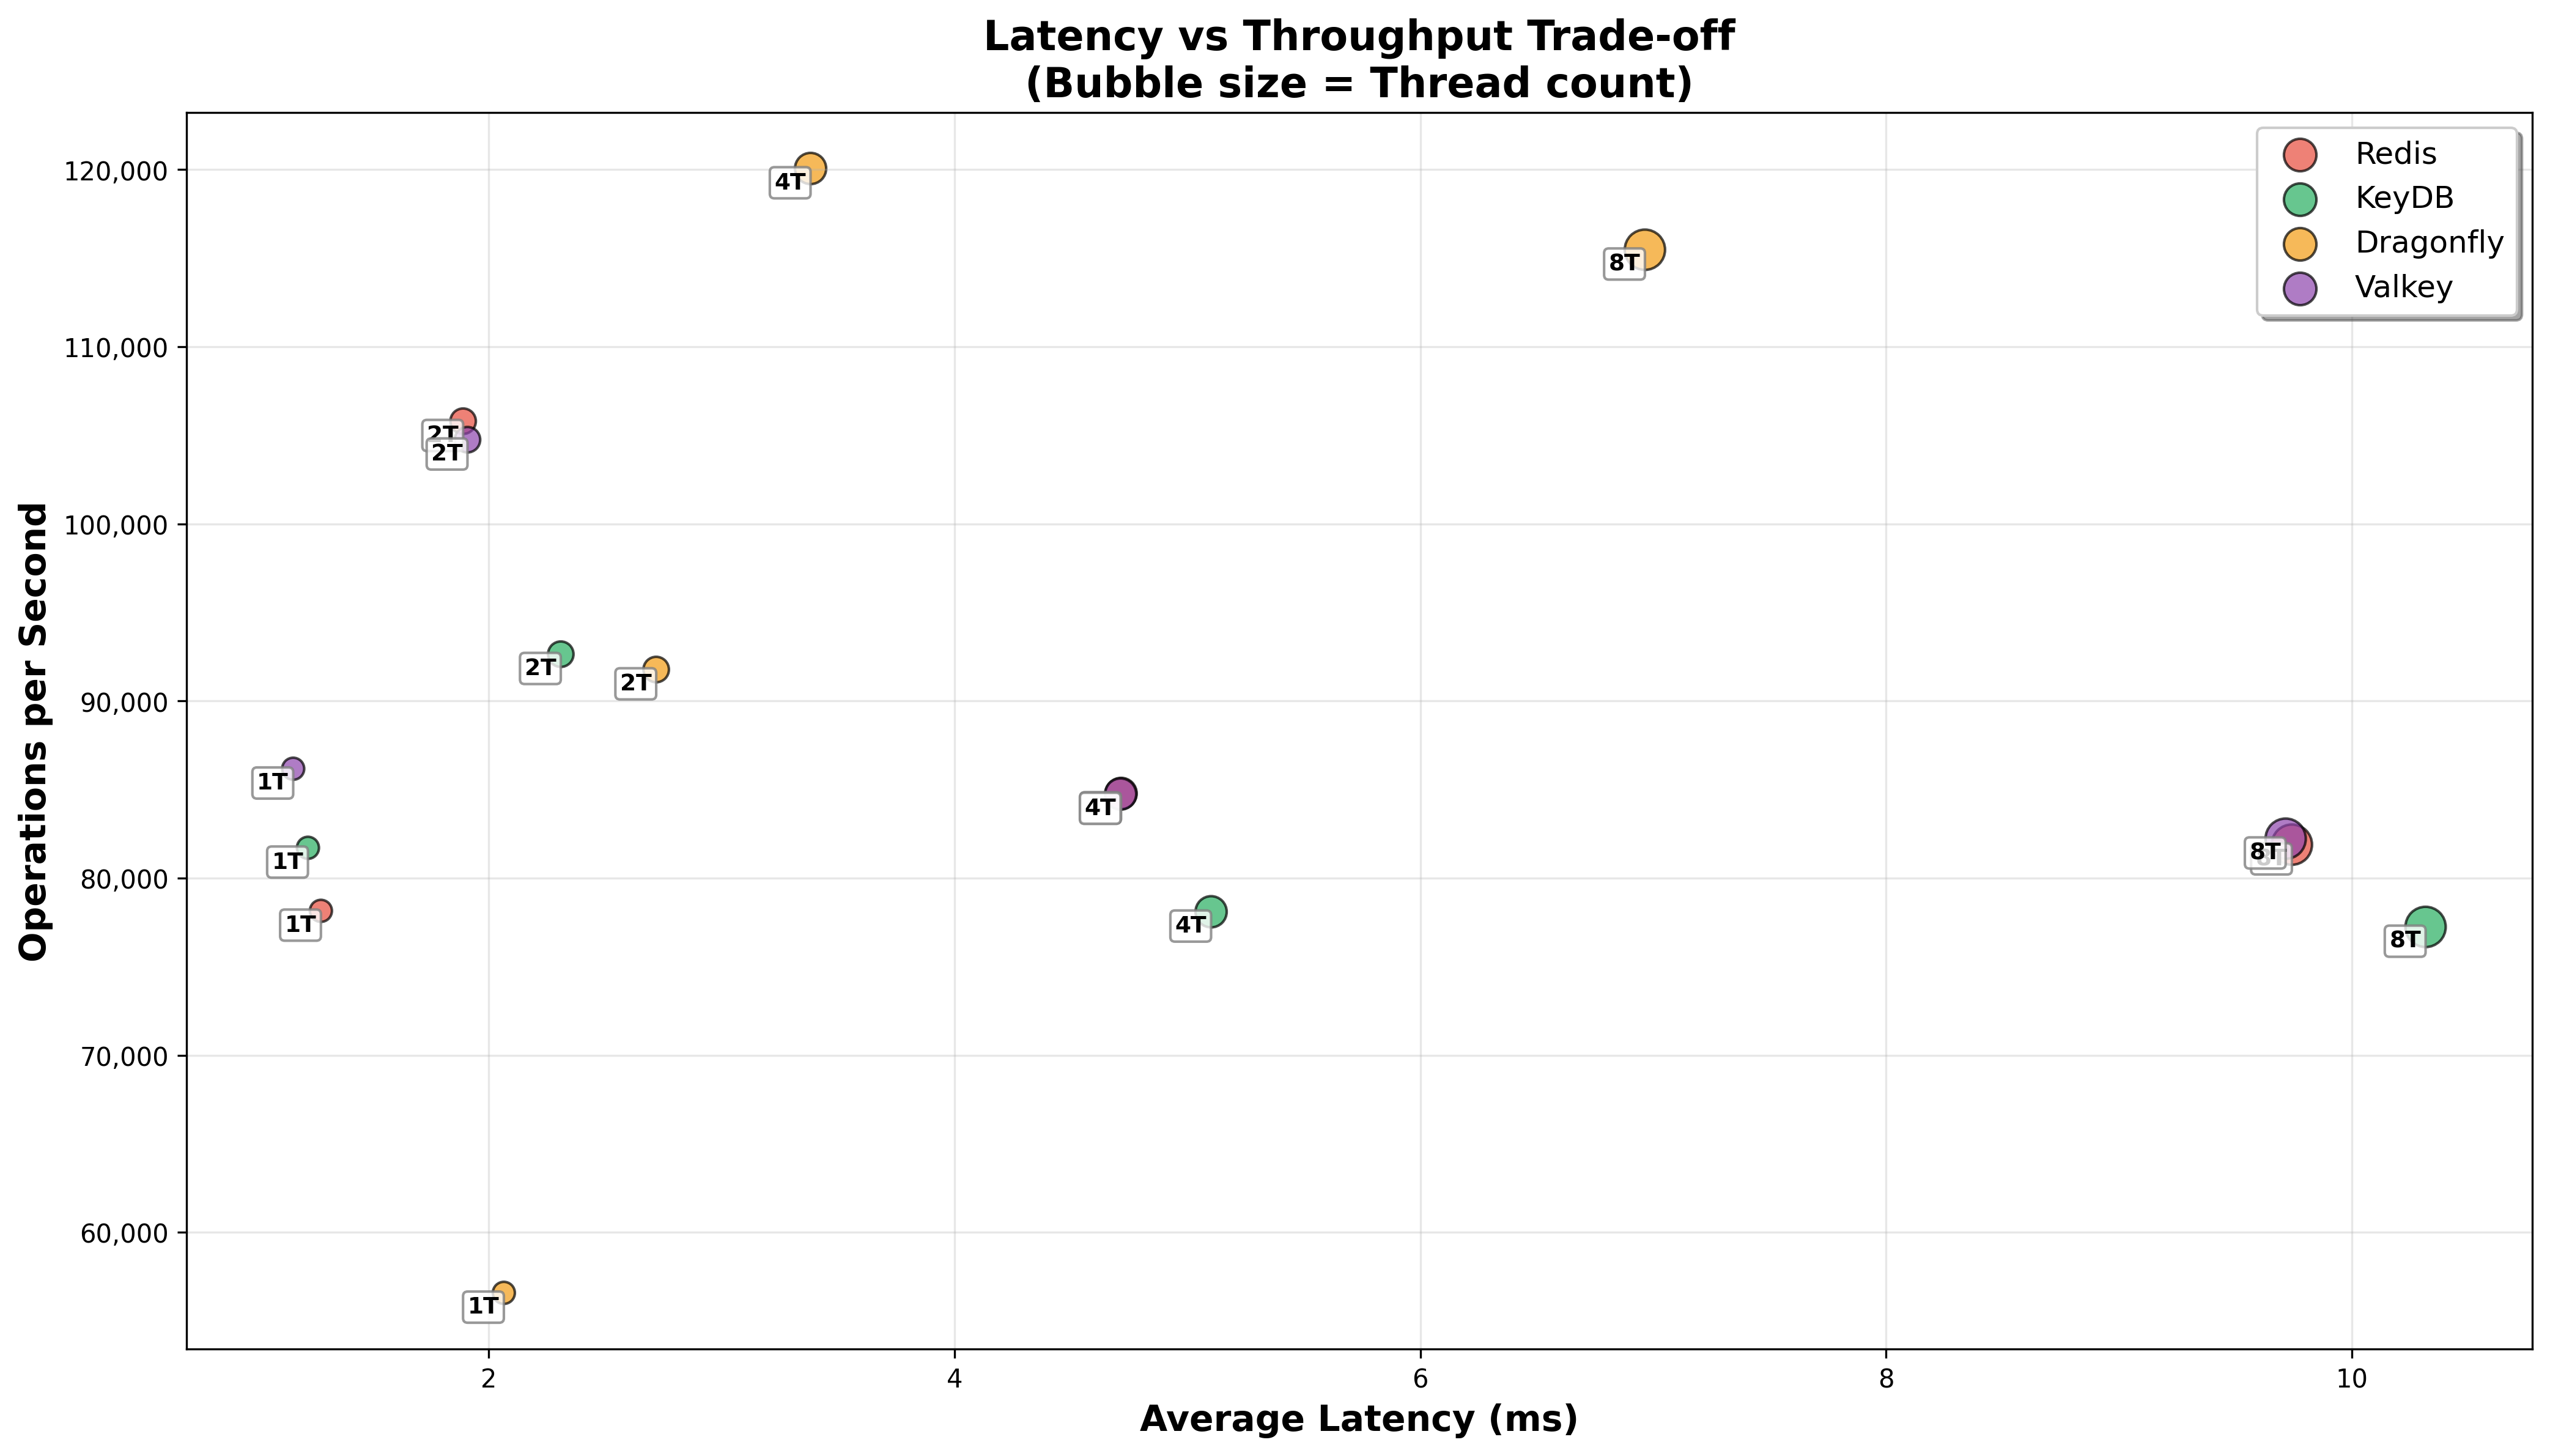 Latency vs Throughput Trade-off
(Bubble size = Thread count)
Redis
KeyDB
Dragonfly
Valkey
Operations per Second
120,000
110,000
100,000
90,000
80,000
70,000
60,000
4T
8T
2T
2T
2T
2T
1T
4T
1T
8T
8T
1T
4T
8T
1T
2
4
6
8
10
Average Latency (ms)